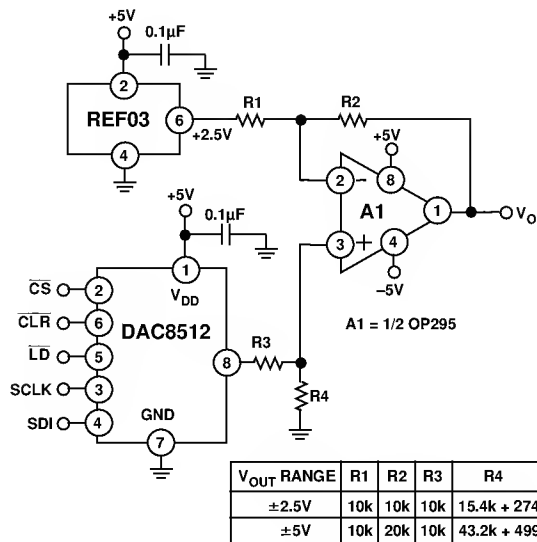 +5V
0.1µF
2
REF03
6
+2.5V
4
R1
R2
+5V
2
-
8
A1
1
VO
3
+
4
-5V
A1 = 1/2 OP295
+5V
0.1µF
1
VDD
CS
2
CLR
6
DAC8512
LD
5
8
R3
SCLK
3
R4
SDI
4
GND
7
VOUT RANGE R1 R2 R3 R4
±2.5V 10k 10k 10k 15.4k + 274
±5V 10k 20k 10k 43.2k + 499